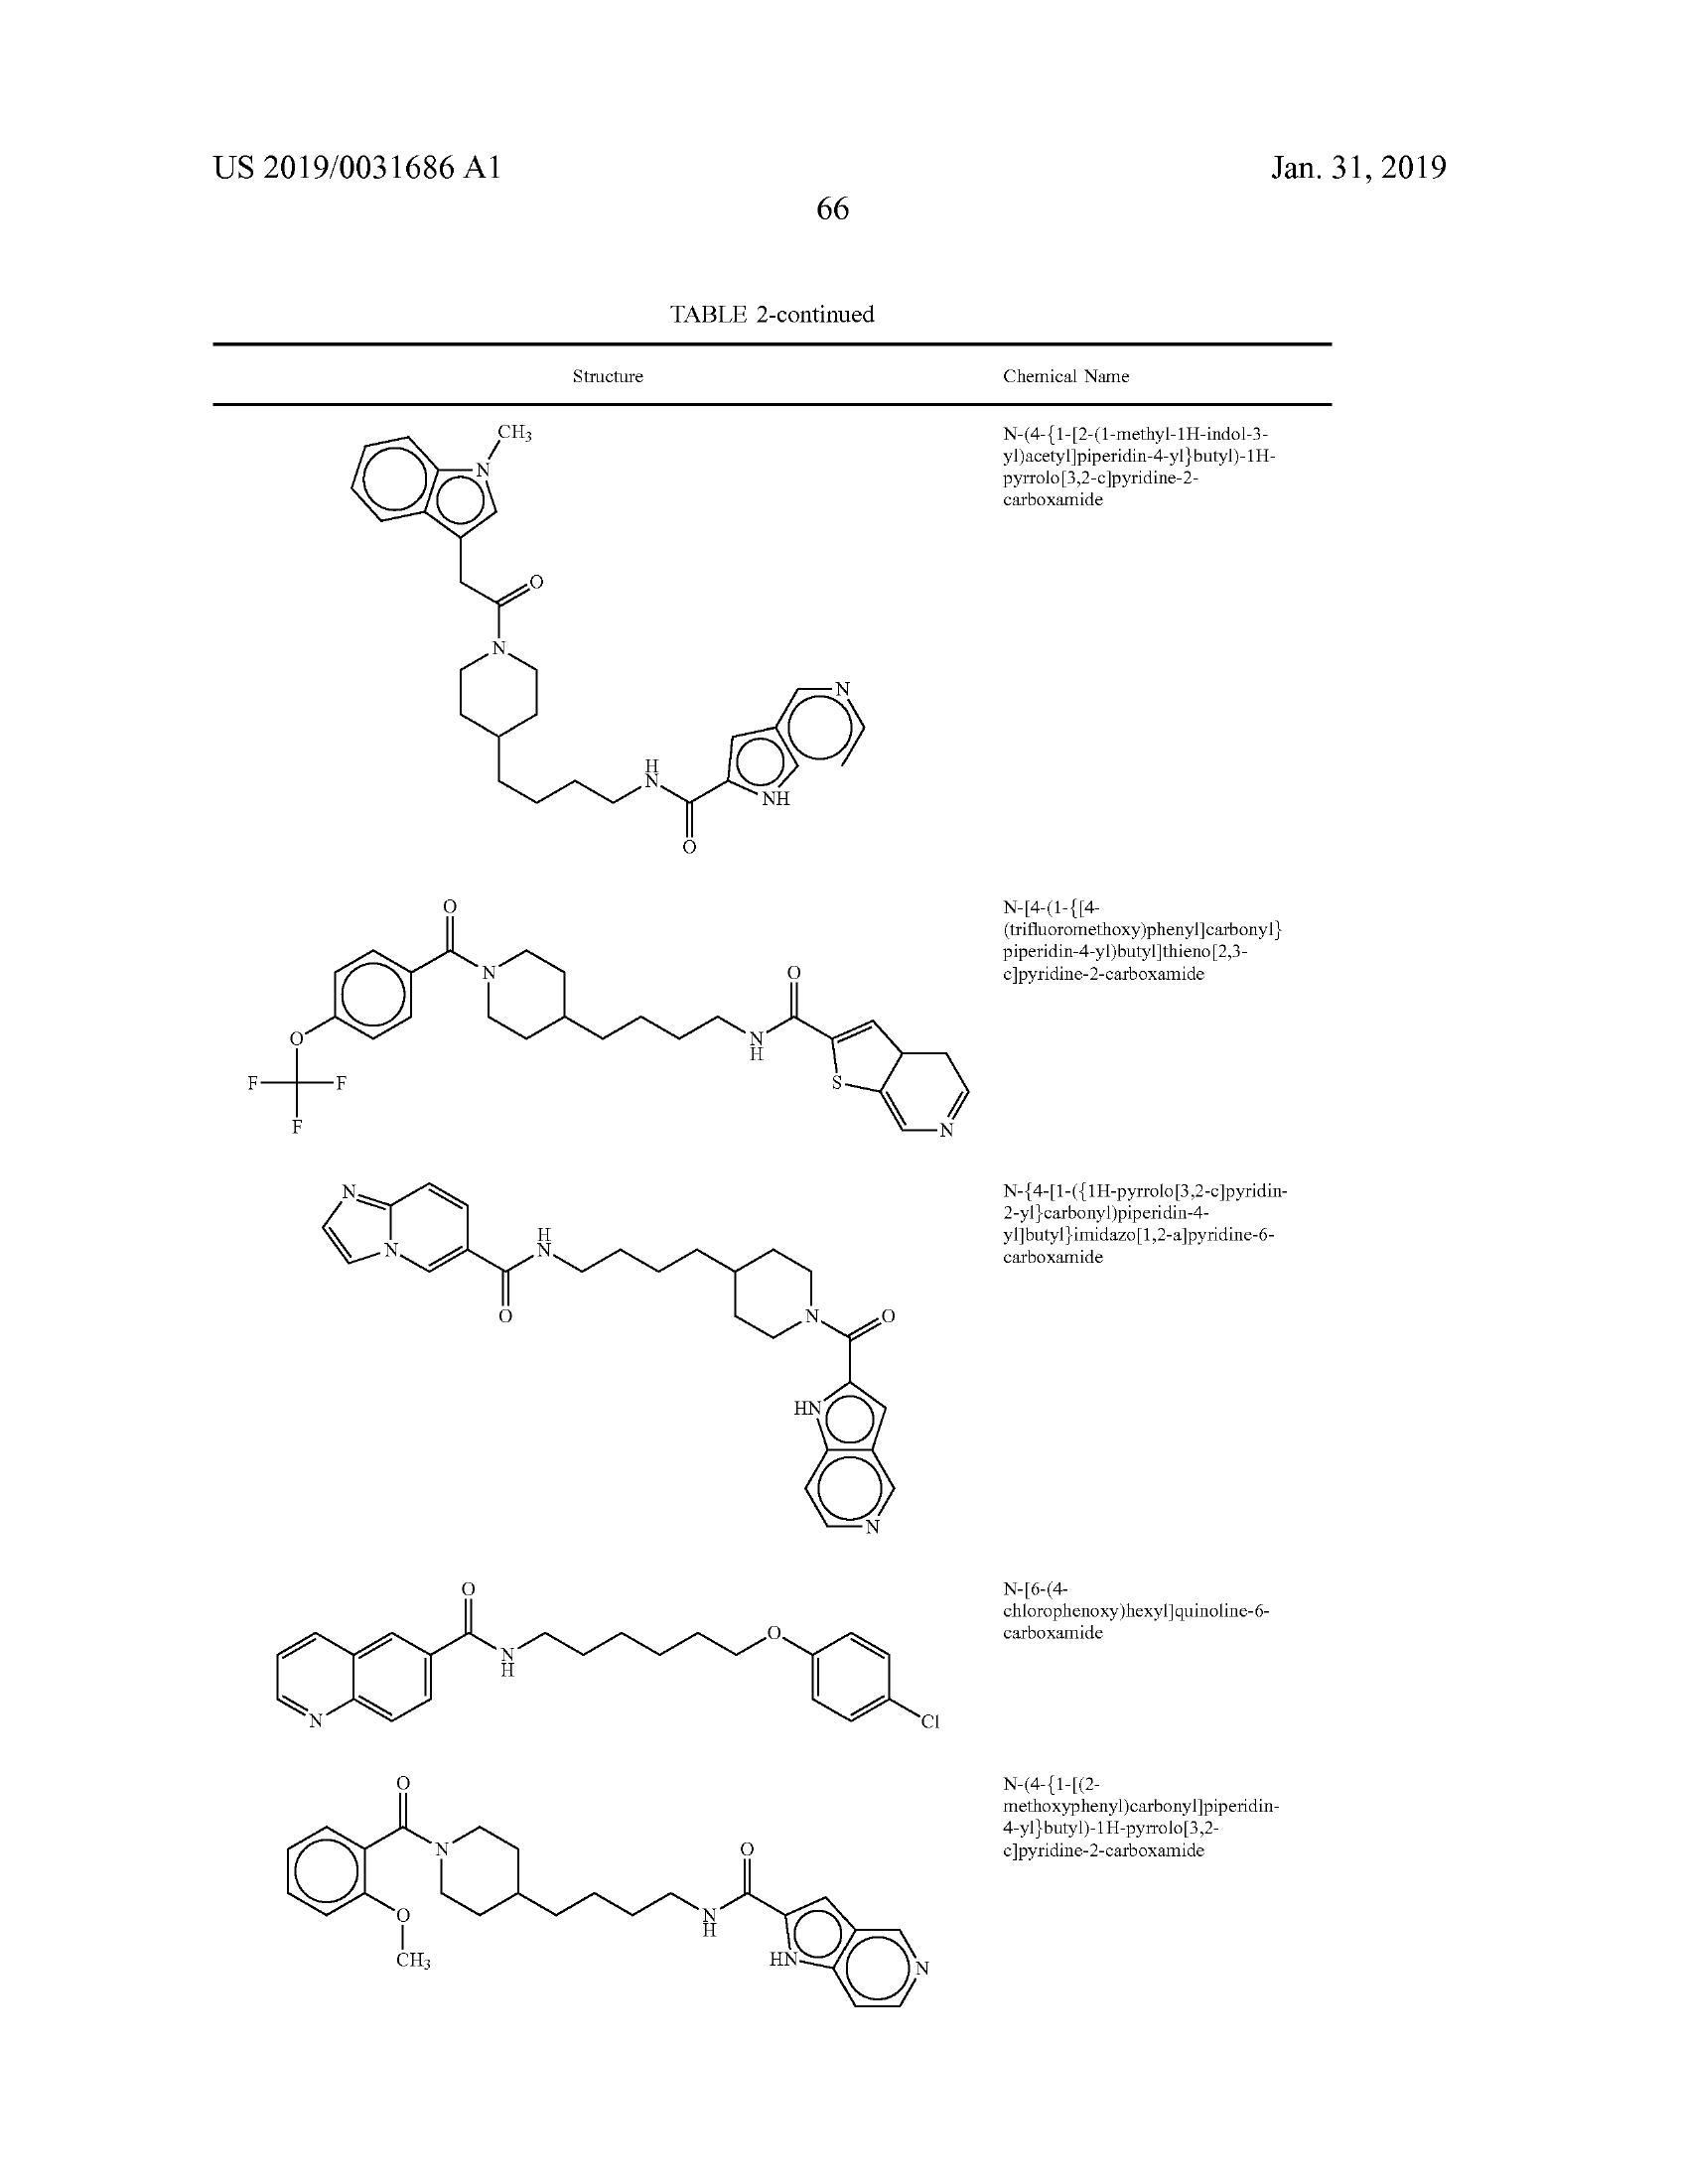 US 2019/0031686 A1
Jan. 31, 2019
66
TABLE 2-continued
Structure
Chemical Name
CH3
N
O
N
N
H
N
NH
O
N-(4-{1-[2-(1-methyl-1H-indol-3-
yl)acetyl]piperidin-4-yl}butyl)-1H-
pyrrolo[3,2-c]pyridine-2-
carboxamide
O
N
O
O
N
H
F
F
S
F
N
N-[4-(1-{[4-
(trifluoromethoxy)phenyl]carbonyl}
piperidin-4-yl)butyl]thieno[2,3-
c]pyridine-2-carboxamide
N
H
N
N
O
N
O
HN
N
N-{4-[1-({1H-pyrrolo[3,2-c]pyridin-
2-yl}carbonyl)piperidin-4-
yl]butyl}imidazo[1,2-a]pyridine-6-
carboxamide
O
O
N
H
N
Cl
N-[6-(4-
chlorophenoxy)hexyl]quinoline-6-
carboxamide
O
N
O
O
N
H
CH3
HN
N
N-(4-{1-[(2-
methoxyphenyl)carbonyl]piperidin-
4-yl}butyl)-1H-pyrrolo[3,2-
c]pyridine-2-carboxamide